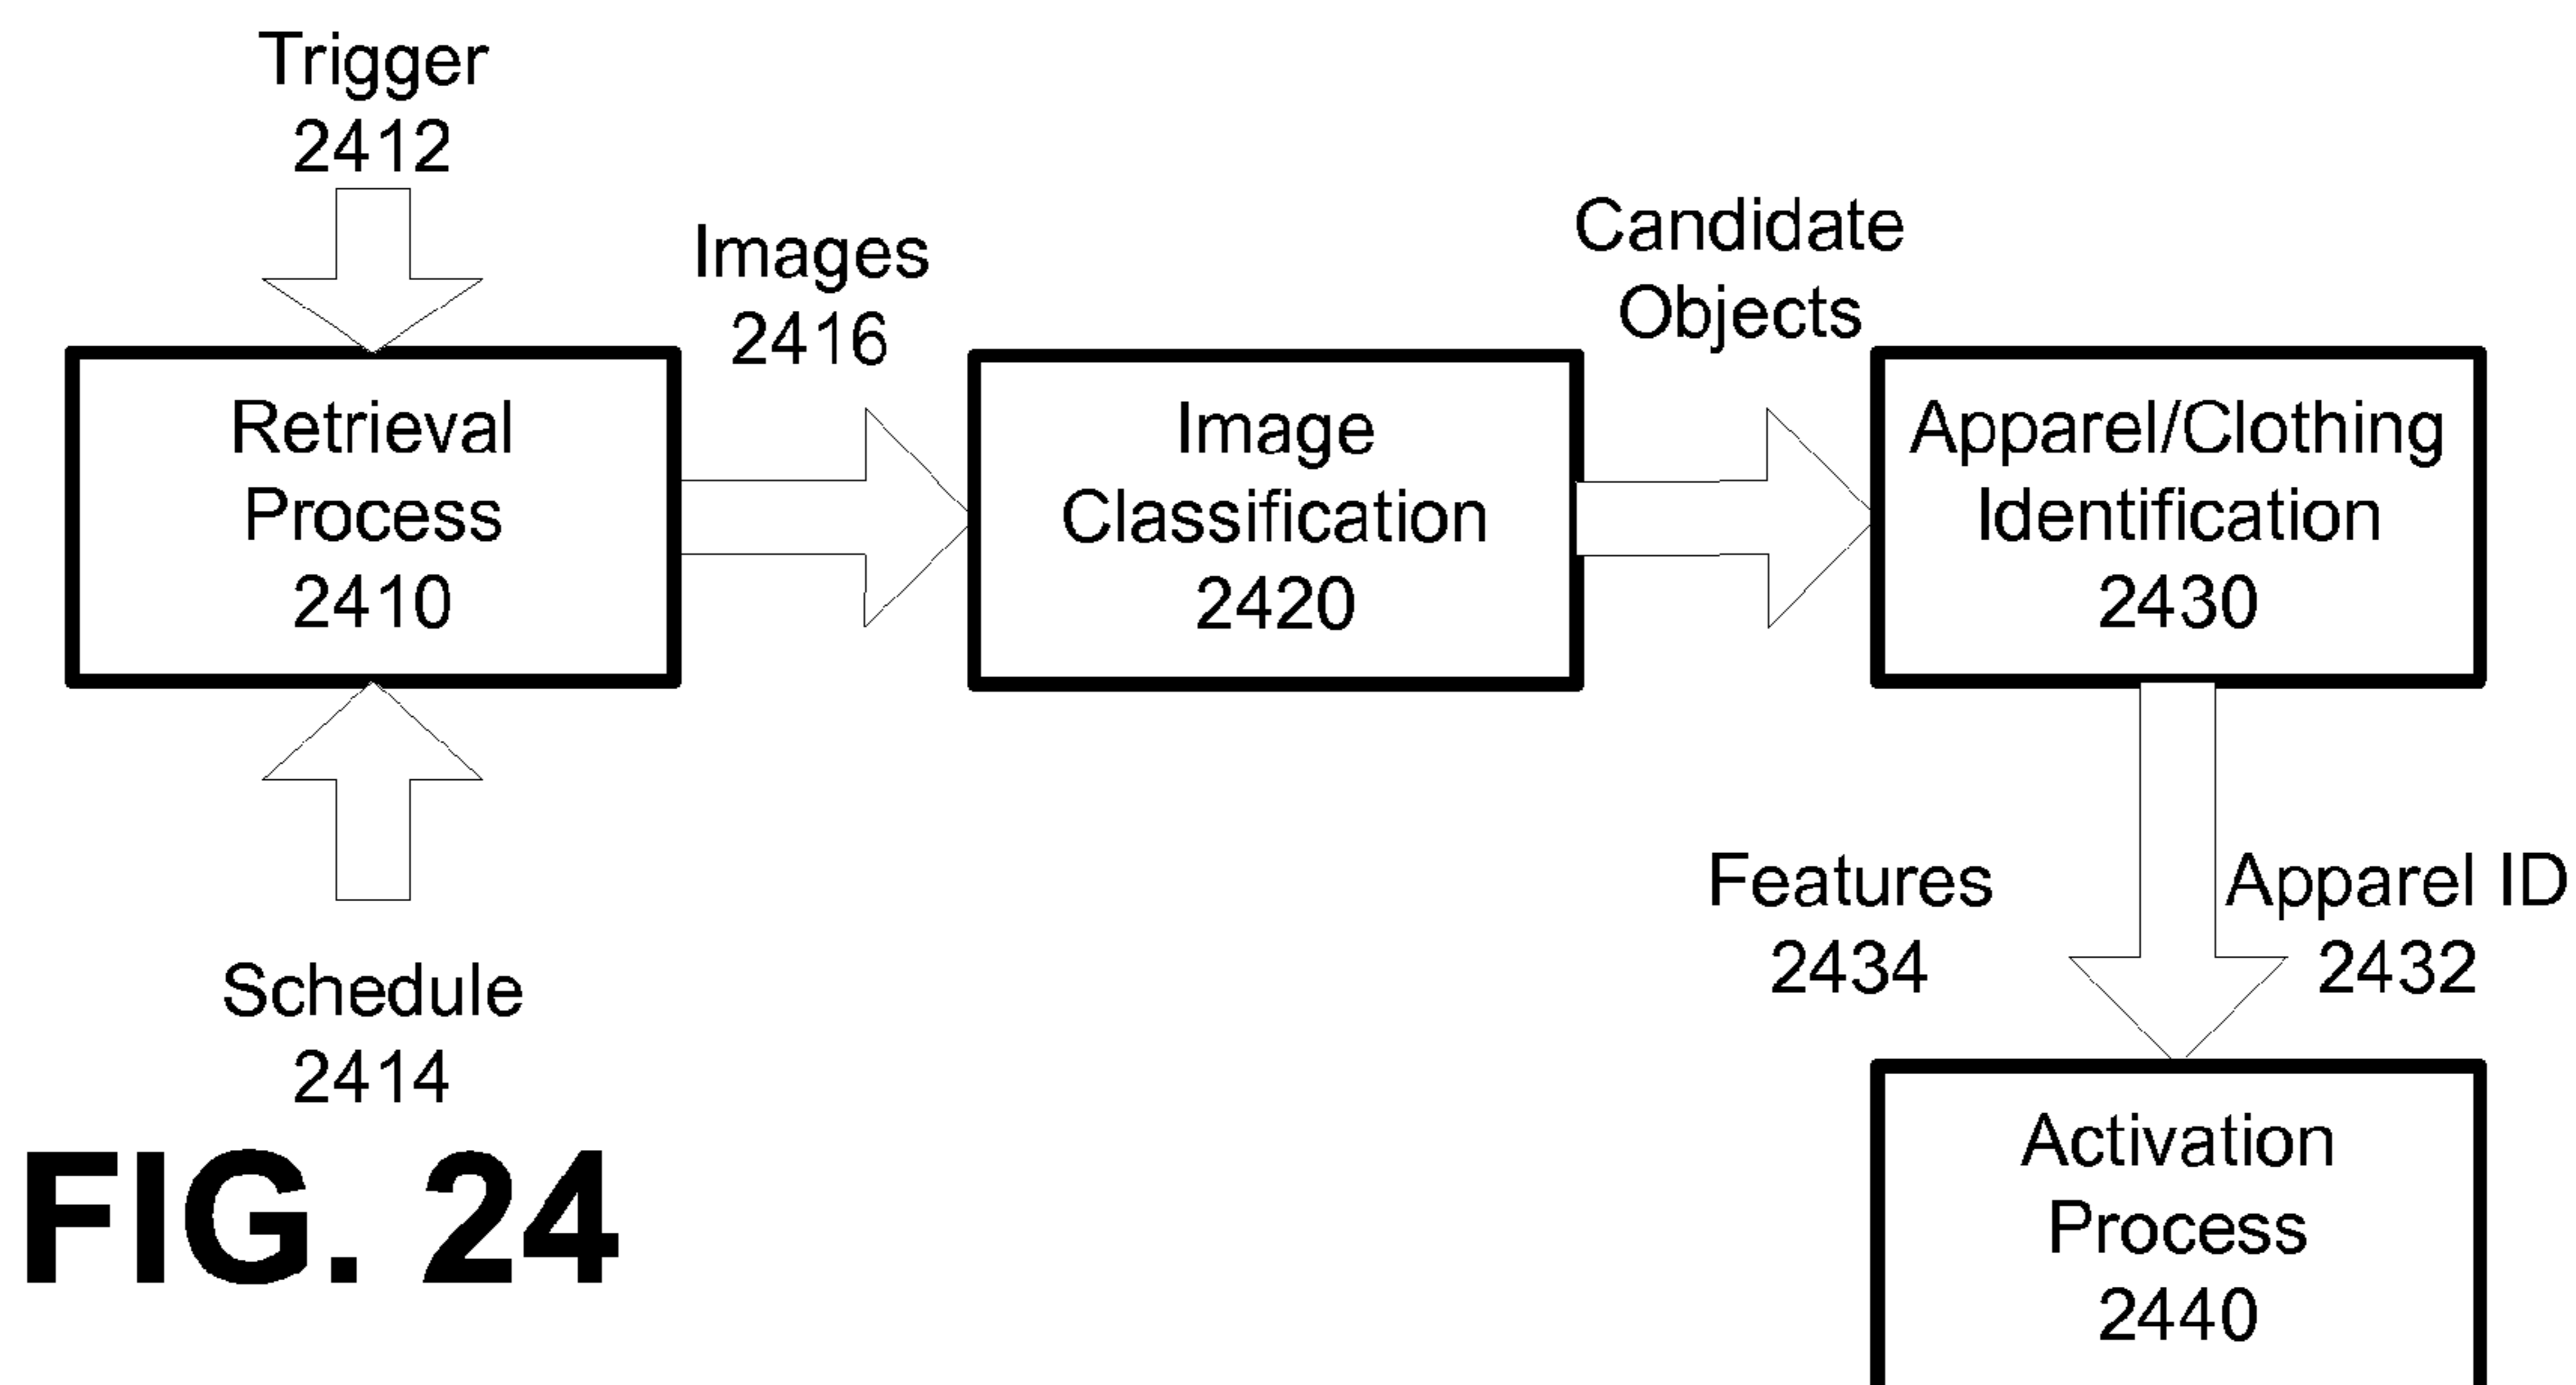 Trigger
2412
Images
2416
Candidate
Objects
Retrieval
Process
2410
Image
Classification
2420
Apparel/Clothing
Identification
2430
Schedule
2414
Features
2434
Apparel ID
2432
Activation
Process
2440
FIG. 24